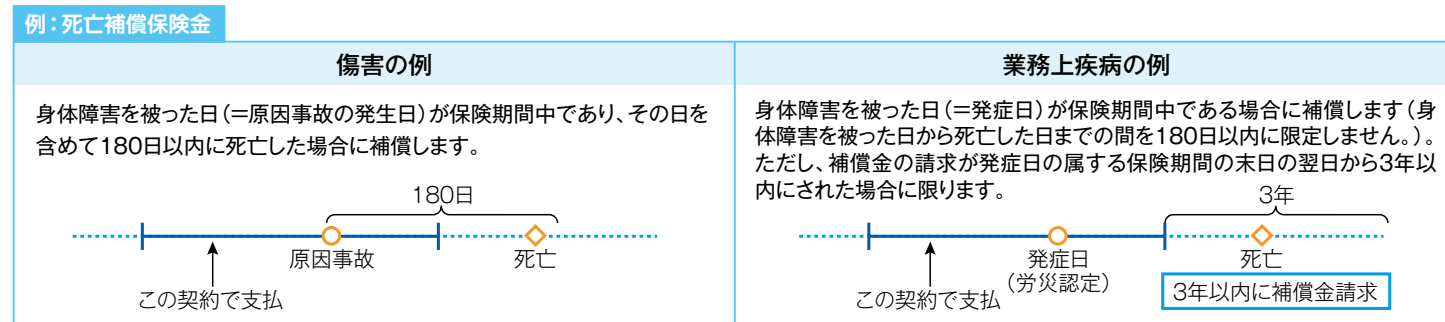 例：死亡補償保険金
傷害の例
身体障害を被った日（＝原因事故の発生日）が保険期間中であり、その日を
含めて180日以内に死亡した場合に補償します。
180日
原因事故
死亡
この契約で支払
業務上疾病の例
身体障害を被った日（＝発症日）が保険期間中である場合に補償します（身
体障害を被った日から死亡した日までの間を180日以内に限定しません。）。
ただし、補償金の請求が発症日の属する保険期間の末日の翌日から3年以
内にされた場合に限ります。
3年
発症日
（労災認定）
死亡
この契約で支払
3年以内に補償金請求